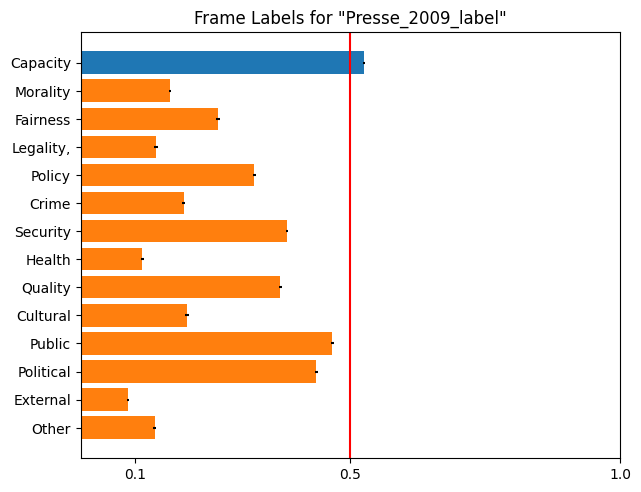 Frame Labels for "Presse_2009_label"
Capacity
Morality
Fairness
Legality,
Policy
Crime
Security
Health
Quality
Cultural
Public
Political
External
Other
0.1 0.5 1.0